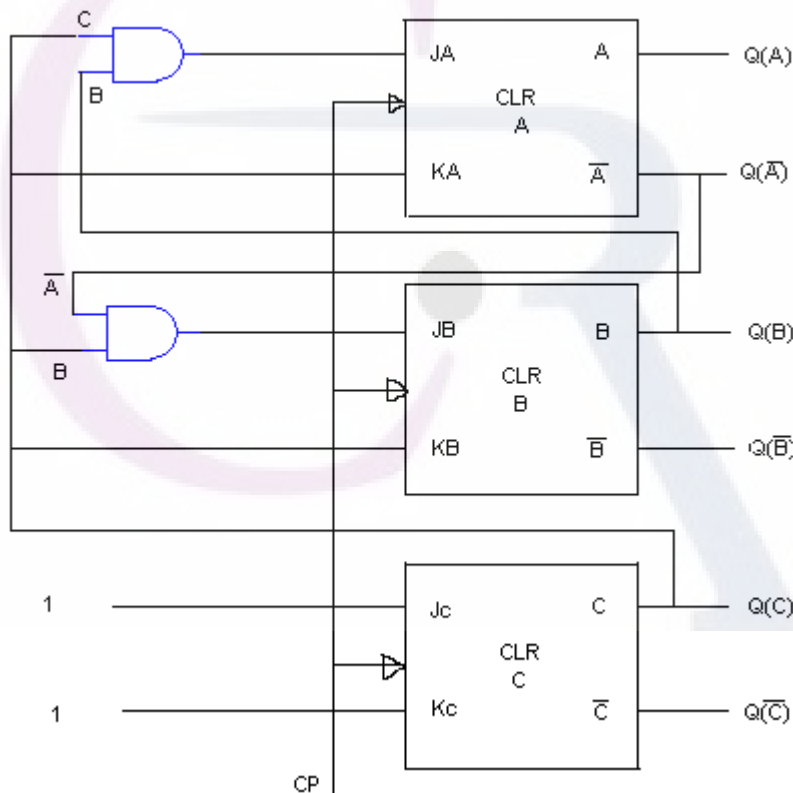 C
JA A Q(A)
B
CLR
A
KA A̅ Q(A̅)
A̅
JB B Q(B)
B
CLR
B
KB B̅ Q(B̅)
1 Jc C Q(C)
CLR
C
1 Kc C̅ Q(C̅)
CP